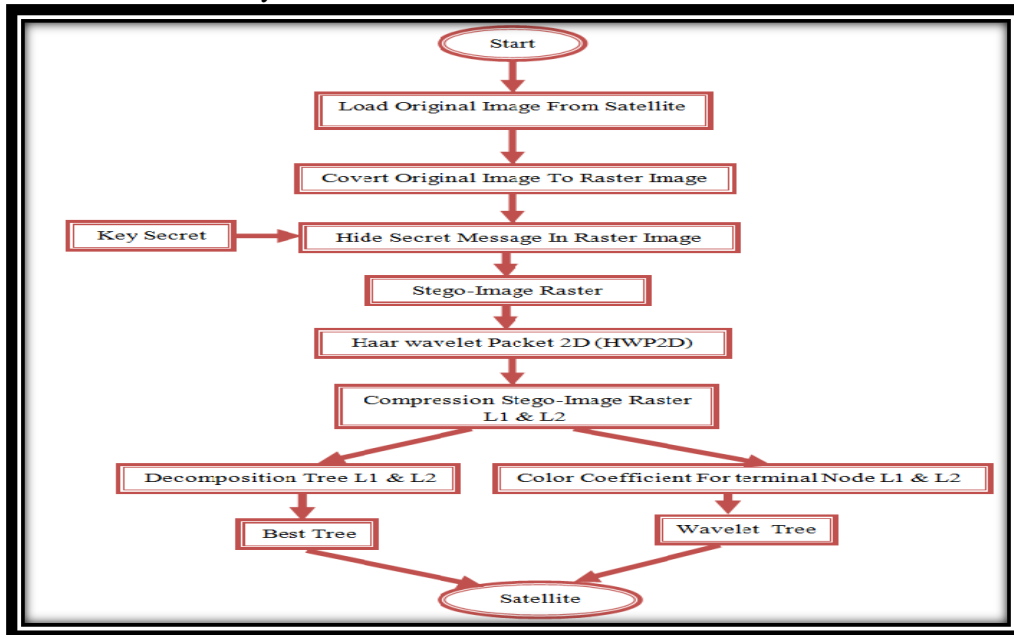 Start
Load Original Image From Satellite
Covert Original Image To Raster Image
Key Secret
Hide Secret Message In Raster Image
Stego-Image Raster
Haar wavelet Packet 2D (HWP2D)
Compression Stego-Image Raster
L1 & L2
Decomposition Tree L1 & L2
Color Coefficient For terminal Node L1 & L2
Best Tree
Wavelet Tree
Satellite